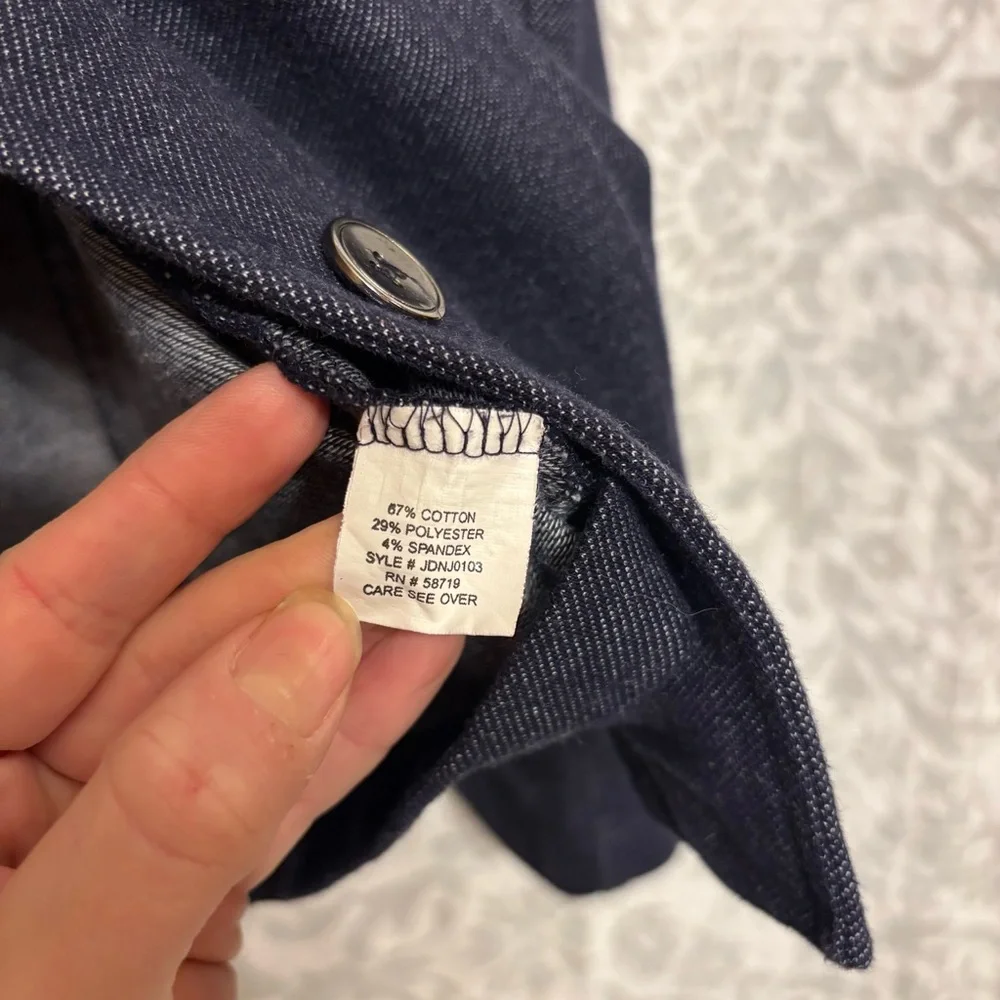 67% COTTON
29% POLYESTER
4% SPANDEX
SYLE # JDNJ0103
RN # 58719
CARE SEE OVER